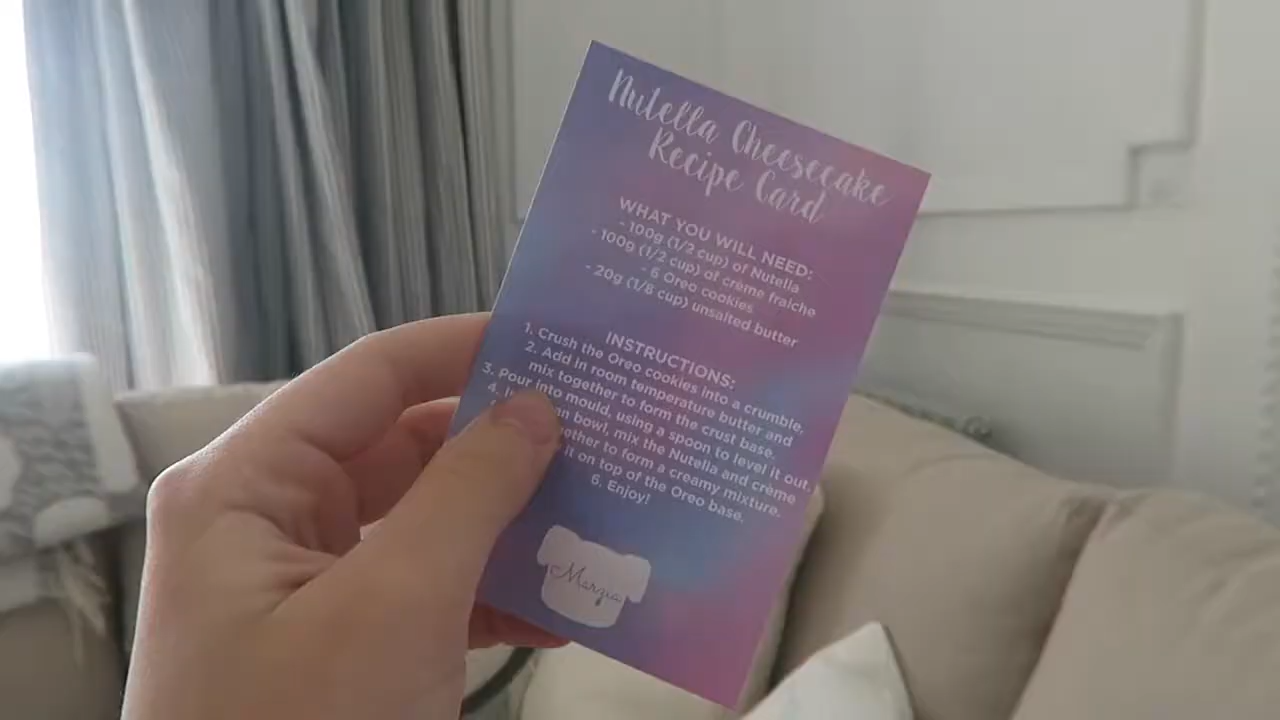 Nutella Cheesecake
Recipe Card
WHAT YOU WILL NEED:
- 100g (1/2 cup) of Nutella
- 100g (1/2 cup) of crème fraiche
- 6 Oreo cookies
- 20g (1/8 cup) unsalted butter
INSTRUCTIONS:
1. Crush the Oreo cookies into a crumble.
2. Add in room temperature butter and
mix together to form the crust base.
3. Pour into mould, using a spoon to level it out.
4. bowl, mix the Nutella and crème
to form a creamy mixture.
it on top of the Oreo base.
6. Enjoy!
Marzia